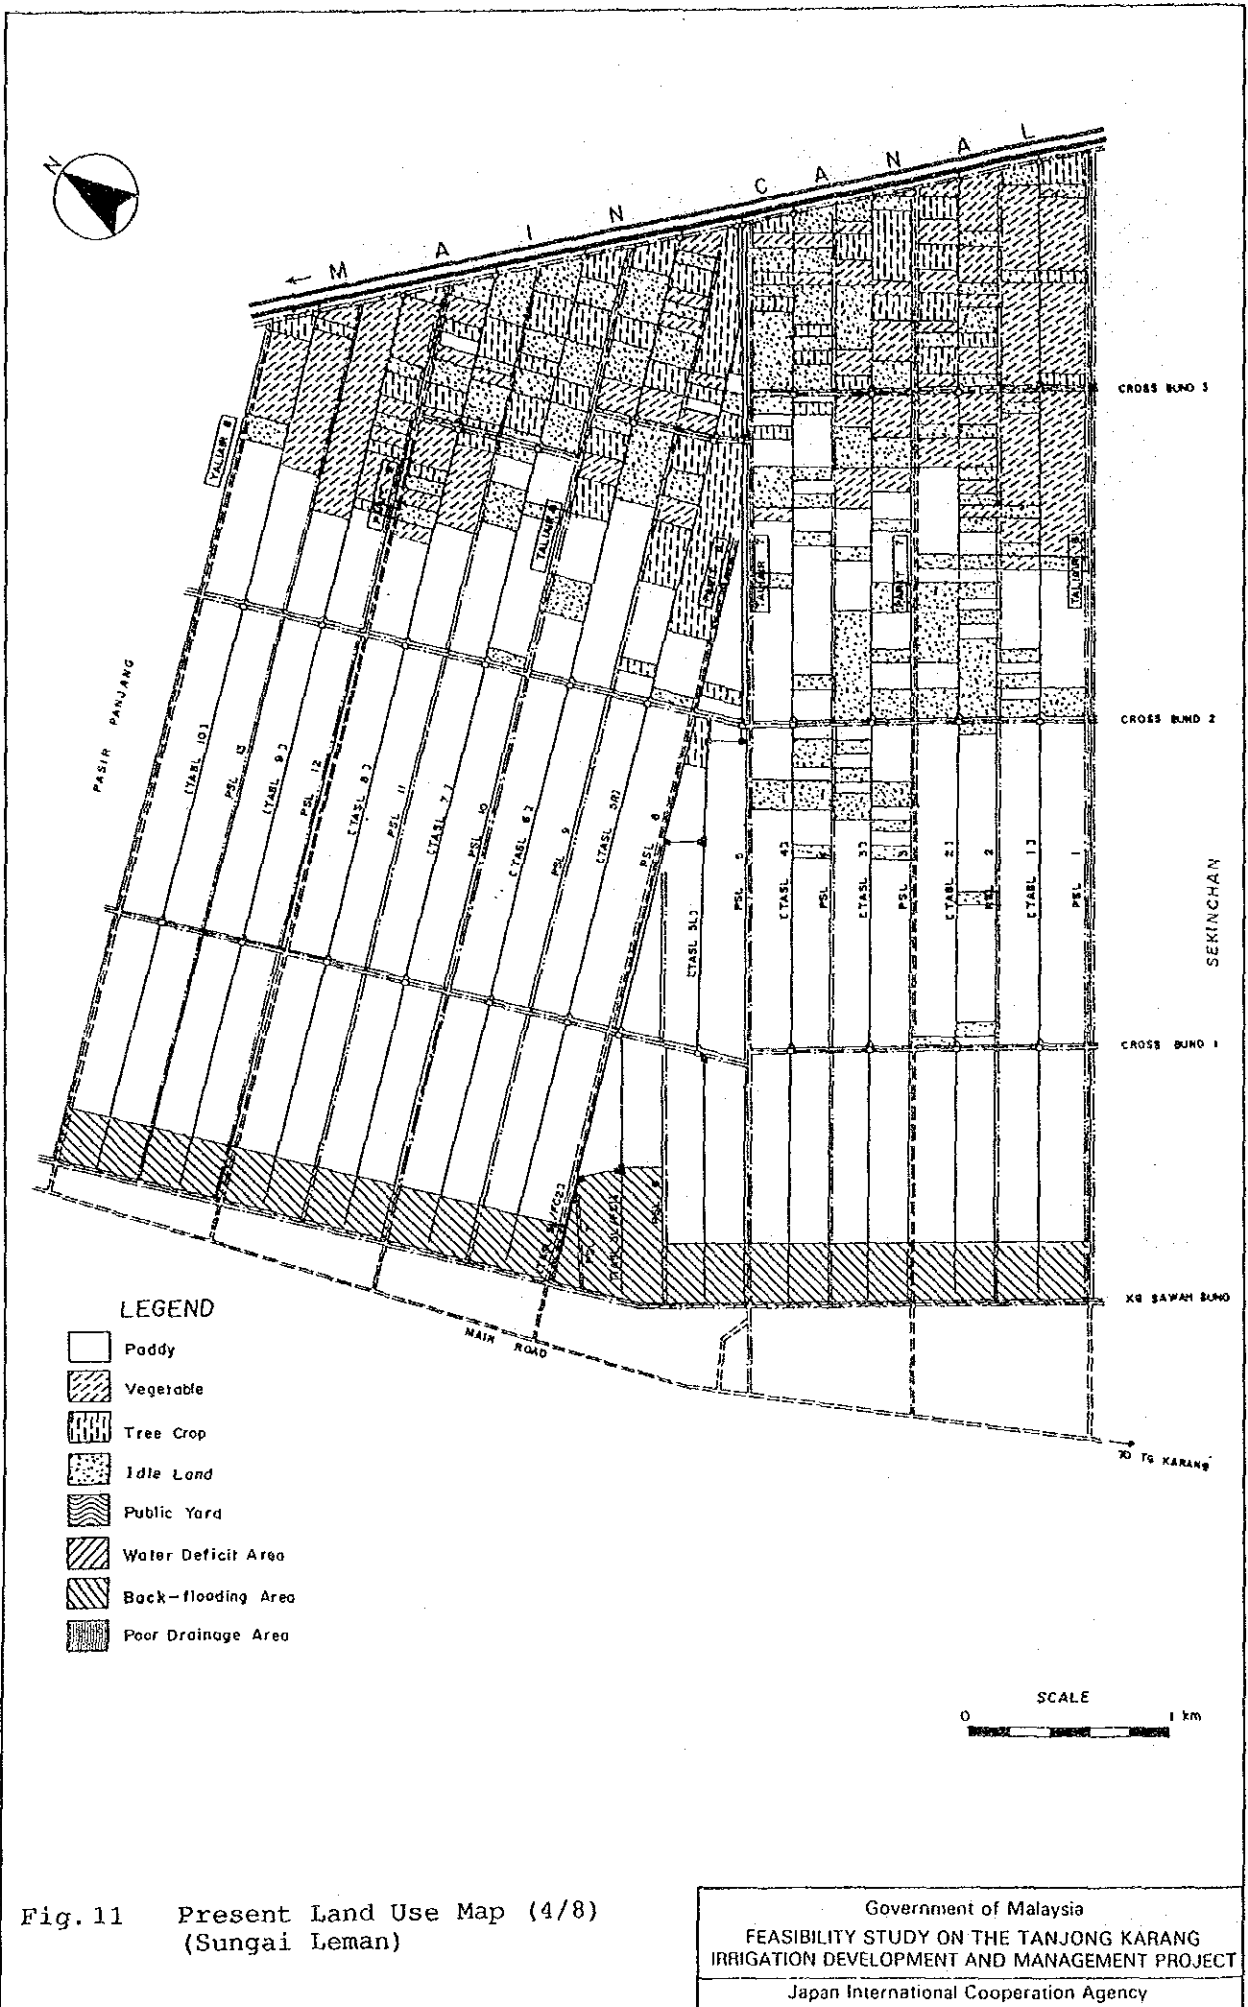 N
← MAIN CANAL
CROSS BUND 3
TALIAIR
TALIAIR
TALIAIR 7
PARIT 7
TALIAIR
CROSS BUND 2
PASIR PANJANG
[TASL 10]
PSL 13
[TASL 9]
PSL 12
[TASL 8]
PSL 11
[TASL 7]
PSL 10
[TASL 6]
PSL 9
[TASL 5R]
PSL 8
[TASL 5L]
PSL 5
[TASL 4]
PSL
[TASL 3]
PSL 3
[TASL 2]
2
[TASL 1]
PSL 1
SEKINCHAN
CROSS BUND 1
KG SAWAH BUND
MAIN ROAD
TO TG KARANG
LEGEND
Paddy
Vegetable
Tree Crop
Idle Land
Public Yard
Water Deficit Area
Back-flooding Area
Poor Drainage Area
SCALE
0 1 km
Fig. 11 Present Land Use Map (4/8)
(Sungai Leman)
Government of Malaysia
FEASIBILITY STUDY ON THE TANJONG KARANG
IRRIGATION DEVELOPMENT AND MANAGEMENT PROJECT
Japan International Cooperation Agency